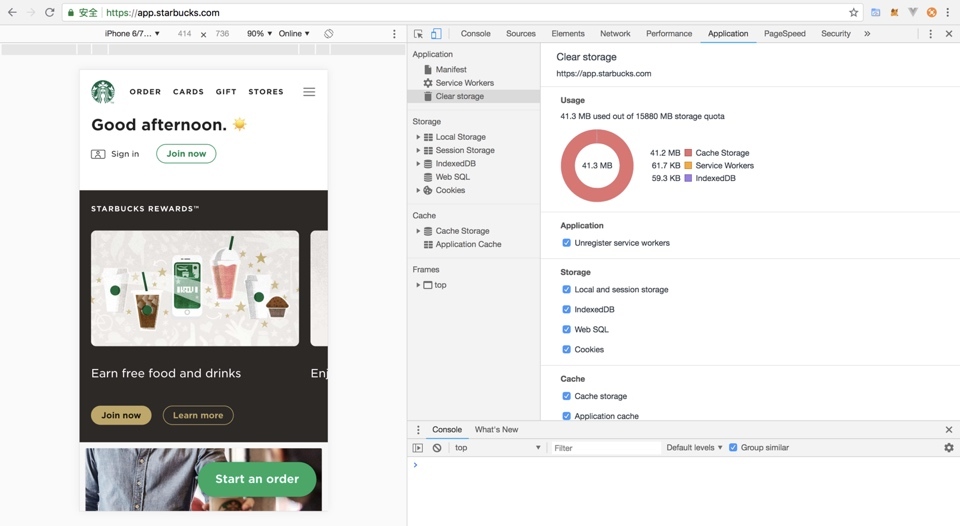 安全 https://app.starbucks.com
iPhone 6/7… ▼ 414 × 736 90% ▼ Online ▼
Console Sources Elements Network Performance Application PageSpeed Security »
ORDER CARDS GIFT STORES
Good afternoon.
Sign in Join now
STARBUCKS REWARDS™
Earn free food and drinks
Enj
Join now Learn more
Start an order
Application
Manifest
Service Workers
Clear storage
Storage
Local Storage
Session Storage
IndexedDB
Web SQL
Cookies
Cache
Cache Storage
Application Cache
Frames
top
Clear storage
https://app.starbucks.com
Usage
41.3 MB used out of 15880 MB storage quota
41.3 MB
41.2 MB Cache Storage
61.7 KB Service Workers
59.3 KB IndexedDB
Application
Unregister service workers
Storage
Local and session storage
IndexedDB
Web SQL
Cookies
Cache
Cache storage
Application cache
Console What's New
top ▼ Filter Default levels ▼ Group similar